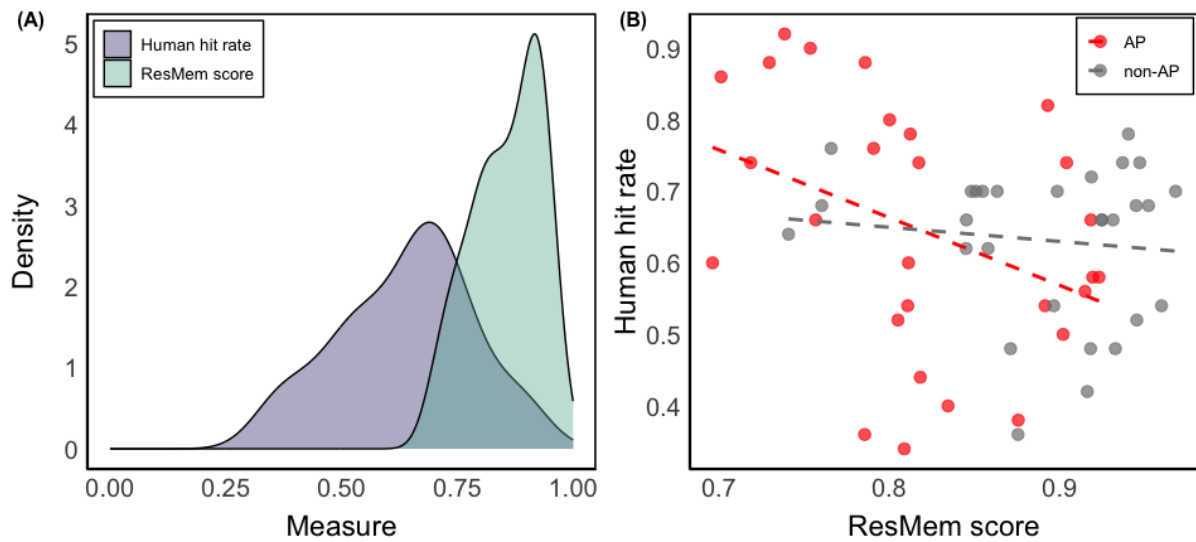 (A)
Human hit rate
ResMem score
Density
5
4
3
2
1
0
0.00 0.25 0.50 0.75 1.00
Measure
(B)
AP
non-AP
Human hit rate
0.9
0.8
0.7
0.6
0.5
0.4
0.7 0.8 0.9
ResMem score